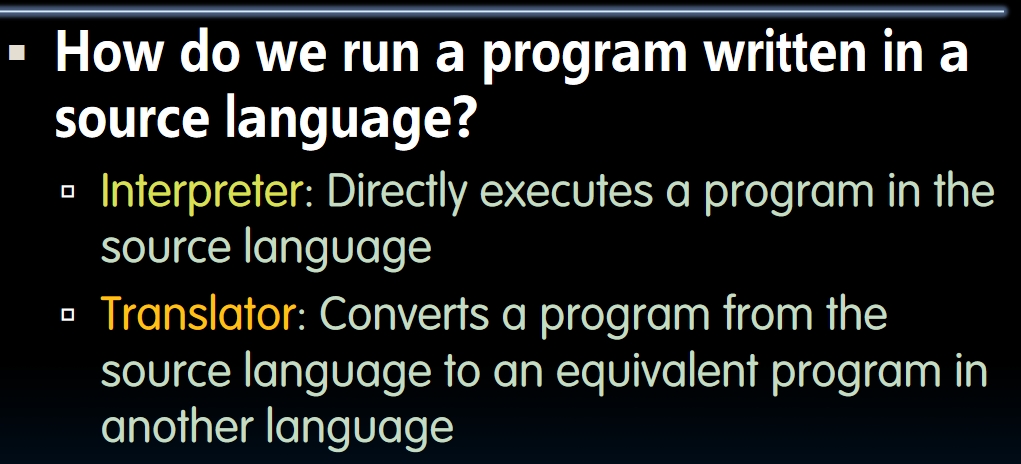 How do we run a program written in a
source language?
Interpreter: Directly executes a program in the
source language
Translator: Converts a program from the
source language to an equivalent program in
another language